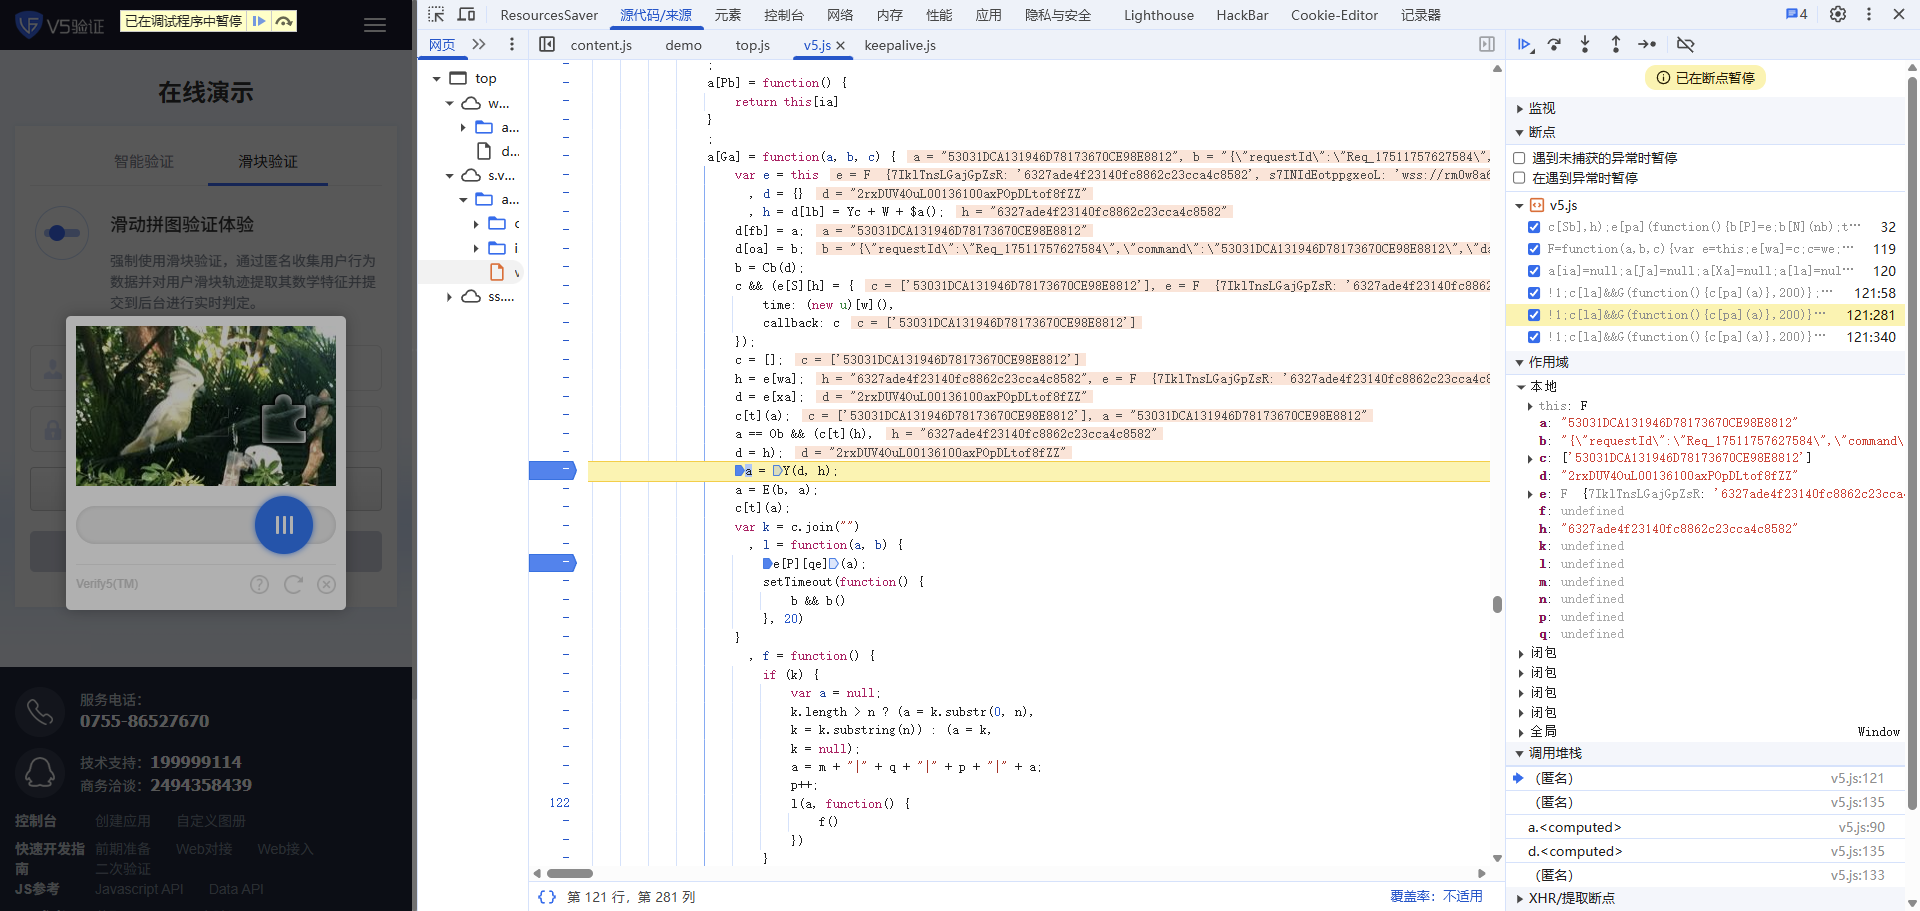 V5验证
已在调试程序中暂停
在线演示
智能验证
滑块验证
滑动拼图验证体验
强制使用滑块验证，通过匿名收集用户行为
数据并对用户滑块轨迹提取其数学特征并提
交到后台进行实时判定。
Verify5(TM)
服务电话：
0755-86527670
技术支持：199999114
商务洽谈：2494358439
控制台 创建应用 自定义图册
快速开发指南 前期准备 Web对接 Web接入
二次验证
JS参考 Javascript API Data API
ResourcesSaver 源代码/来源 元素 控制台 网络 内存 性能 应用 隐私与安全 Lighthouse HackBar Cookie-Editor 记录器 4
网页
content.js demo top.js v5.js keepalive.js
top
w...
a...
d...
s.v...
a...
c
i
v
ss....
;
a[Pb] = function() {
return this[ia]
}
;
a[Ga] = function(a, b, c) { a = "53031DCA131946D78173670CE98E8812", b = "{\"requestId\":\"Req_17511757627584\",
var e = this e = F {7IklTnsLGajGpZsR: '6327ade4f23140fc8862c23cca4c8582', s7INIdEotppgxeoL: 'wss://rm0w8a6
, d = {} d = "2rxDUV4OuL00136100axPOpDLtof8fZZ"
, h = d[lb] = Yc + W + $a(); h = "6327ade4f23140fc8862c23cca4c8582"
d[fb] = a; a = "53031DCA131946D78173670CE98E8812"
d[oa] = b; b = "{\"requestId\":\"Req_17511757627584\",\"command\":\"53031DCA131946D78173670CE98E8812\",\"da
b = Cb(d);
c && (e[S][h] = { c = ['53031DCA131946D78173670CE98E8812'], e = F {7IklTnsLGajGpZsR: '6327ade4f23140fc8862
time: (new u)[w](),
callback: c c = ['53031DCA131946D78173670CE98E8812']
});
c = []; c = ['53031DCA131946D78173670CE98E8812']
h = e[wa]; h = "6327ade4f23140fc8862c23cca4c8582", e = F {7IklTnsLGajGpZsR: '6327ade4f23140fc8862c23cca4c8
d = e[xa]; d = "2rxDUV4OuL00136100axPOpDLtof8fZZ"
c[t](a); c = ['53031DCA131946D78173670CE98E8812'], a = "53031DCA131946D78173670CE98E8812"
a == Ob && (c[t](h), h = "6327ade4f23140fc8862c23cca4c8582"
d = h); d = "2rxDUV4OuL00136100axPOpDLtof8fZZ"
a = Y(d, h);
a = E(b, a);
c[t](a);
var k = c.join("")
, l = function(a, b) {
e[P][qe](a);
setTimeout(function() {
b && b()
}, 20)
}
, f = function() {
if (k) {
var a = null;
k.length > n ? (a = k.substr(0, n),
k = k.substring(n)) : (a = k,
k = null);
a = m + "|" + q + "|" + p + "|" + a;
p++;
122 l(a, function() {
f()
})
}
{} 第 121 行，第 281 列 覆盖率：不适用
已在断点暂停
监视
断点
遇到未捕获的异常时暂停
在遇到异常时暂停
v5.js
c[Sb],h);e[pa](function(){b[P]=e;b[N](nb);t… 32
F=function(a,b,c){var e=this;e[wa]=c;c=we;… 119
a[ia]=null;a[Ja]=null;a[Xa]=null;a[la]=nul… 120
!1;c[la]&&G(function(){c[pa](a)},200)};… 121:58
!1;c[la]&&G(function(){c[pa](a)},200)}… 121:281
!1;c[la]&&G(function(){c[pa](a)},200)}… 121:340
作用域
本地
this: F
a: "53031DCA131946D78173670CE98E8812"
b: "{\"requestId\":\"Req_17511757627584\",\"command\
c: ['53031DCA131946D78173670CE98E8812']
d: "2rxDUV4OuL00136100axPOpDLtof8fZZ"
e: F {7IklTnsLGajGpZsR: '6327ade4f23140fc8862c23cca4
f: undefined
h: "6327ade4f23140fc8862c23cca4c8582"
k: undefined
l: undefined
m: undefined
n: undefined
p: undefined
q: undefined
闭包
闭包
闭包
闭包
全局 Window
调用堆栈
(匿名) v5.js:121
(匿名) v5.js:135
a.<computed> v5.js:90
d.<computed> v5.js:135
(匿名) v5.js:133
XHR/提取断点